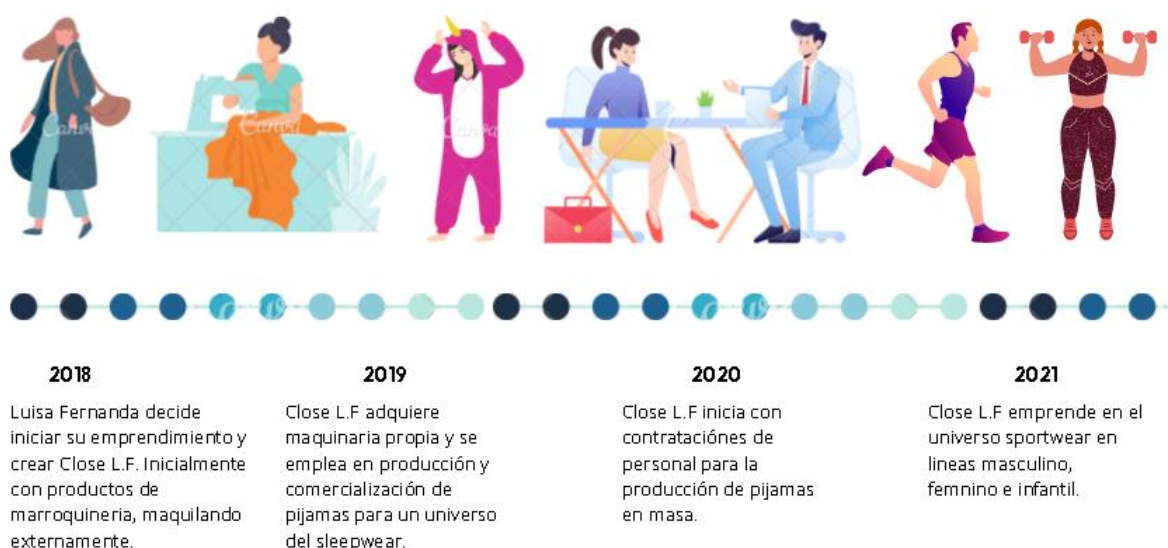 2018
Luisa Fernanda decide
iniciar su emprendimiento y
crear Close L.F. Inicialmente
con productos de
marroquineria, maquilando
externamente.
2019
Close L.F adquiere
maquinaria propia y se
emplea en producción y
comercialización de
pijamas para un universo
del sleepwear.
2020
Close L.F inicia con
contrataciónes de
personal para la
producción de pijamas
en masa.
2021
Close L.F emprende en el
universo sportwear en
lineas masculino,
femnino e infantil.